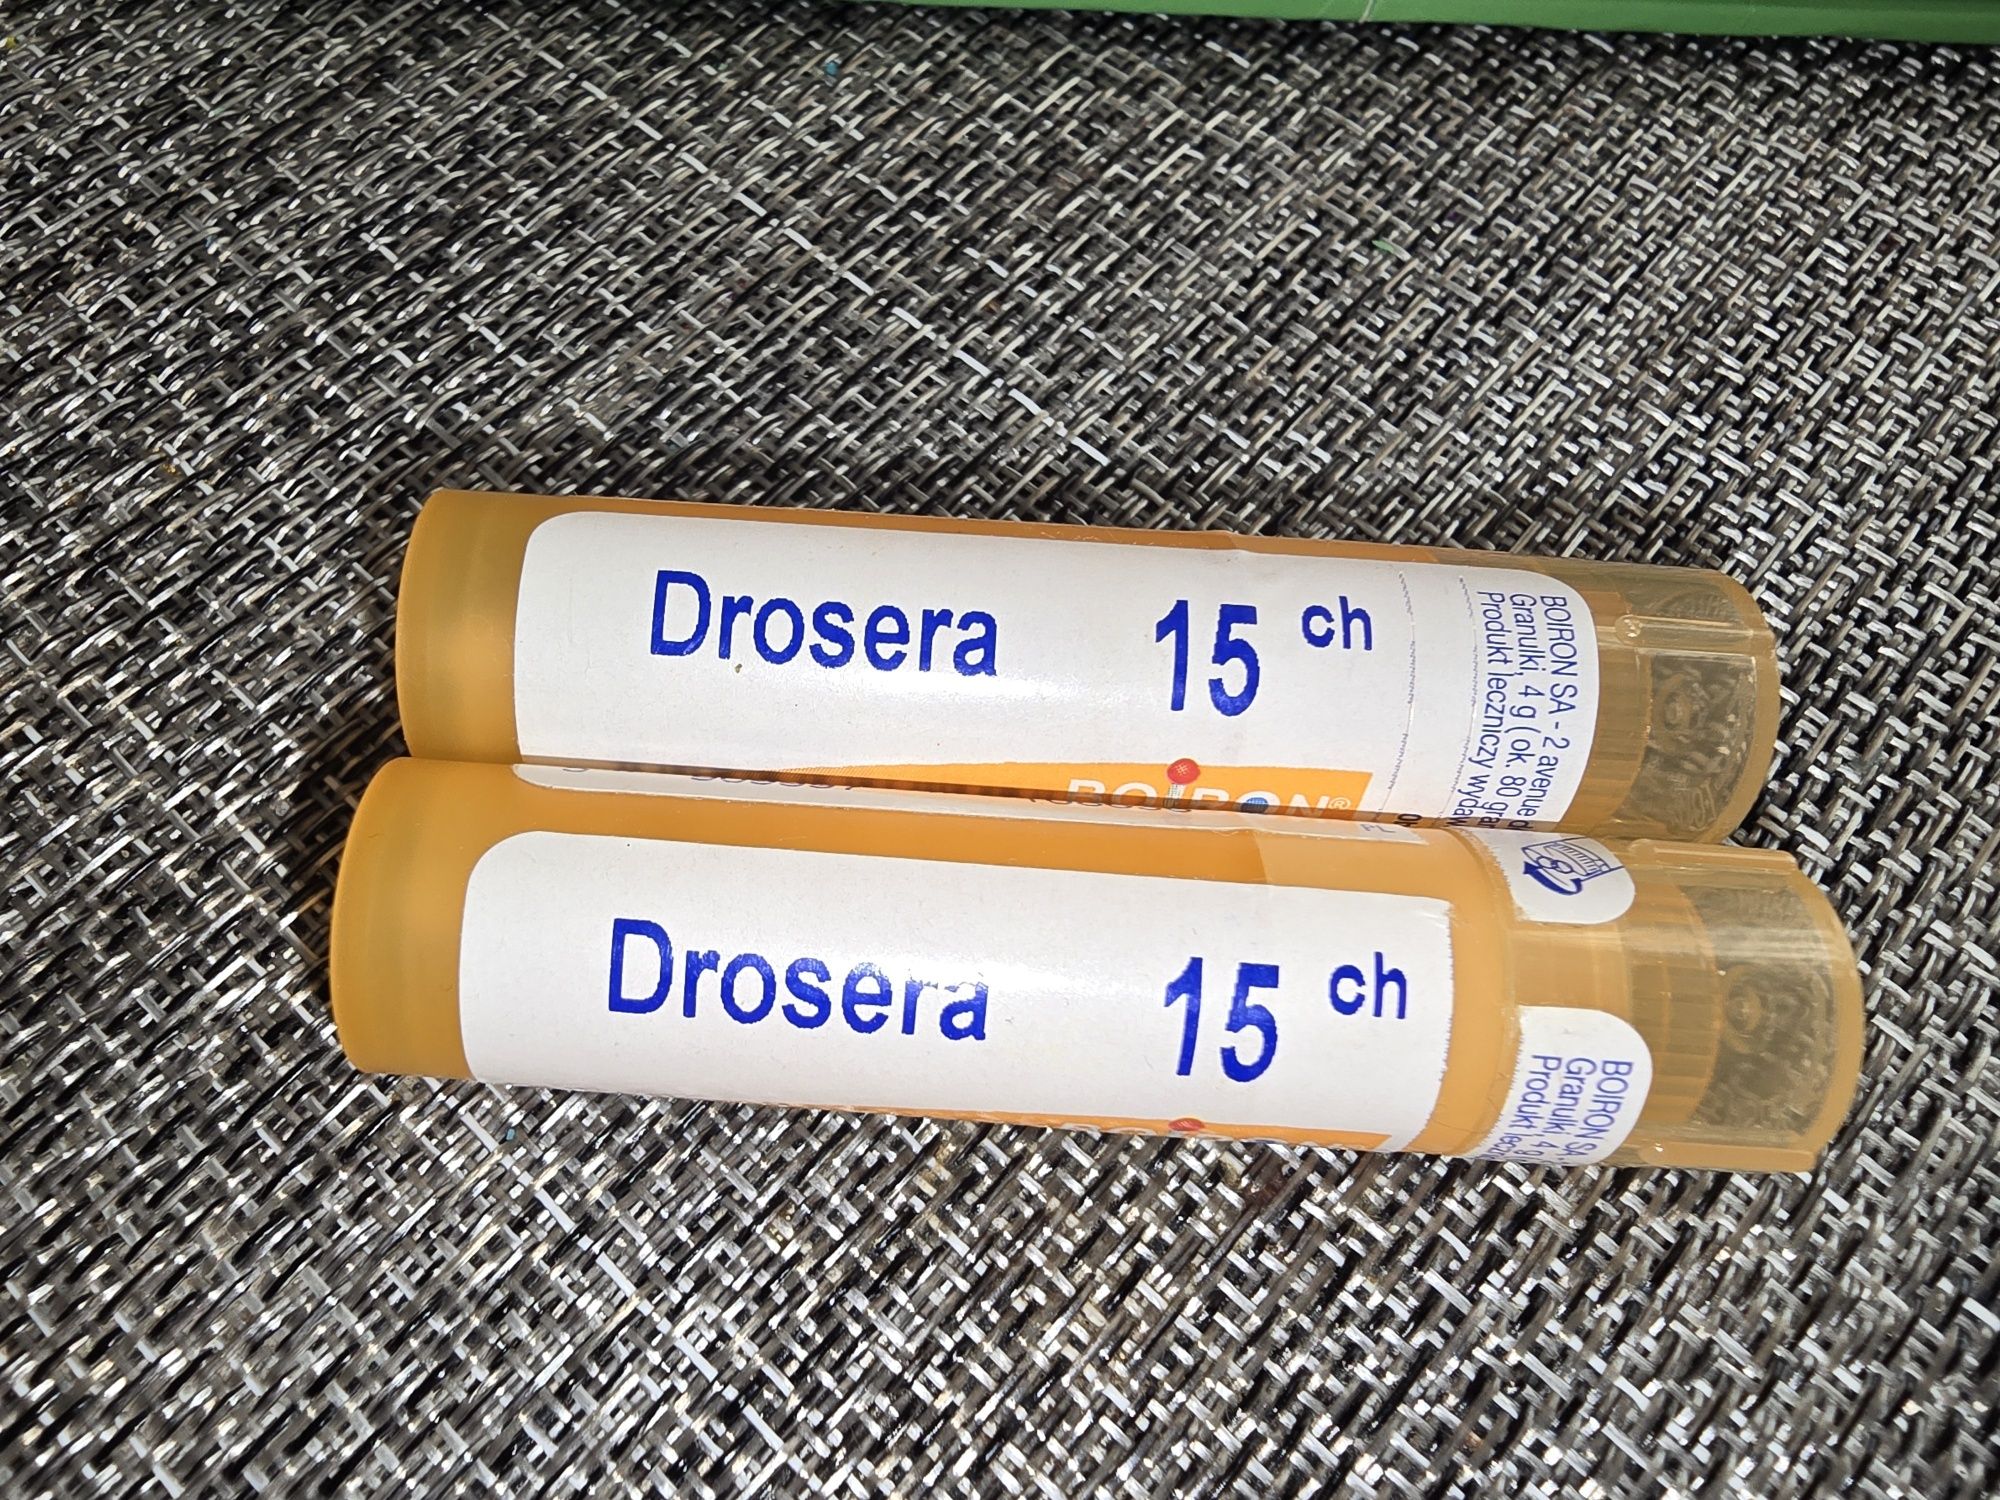 Drosera 15 ch
BOIRON SA - 2 avenue
Granulki, 4 g (ok. 80
Produkt leczniczy
BOIRON®
Drosera 15 ch
BOIRON SA
Granulki, 4 g
Produkt